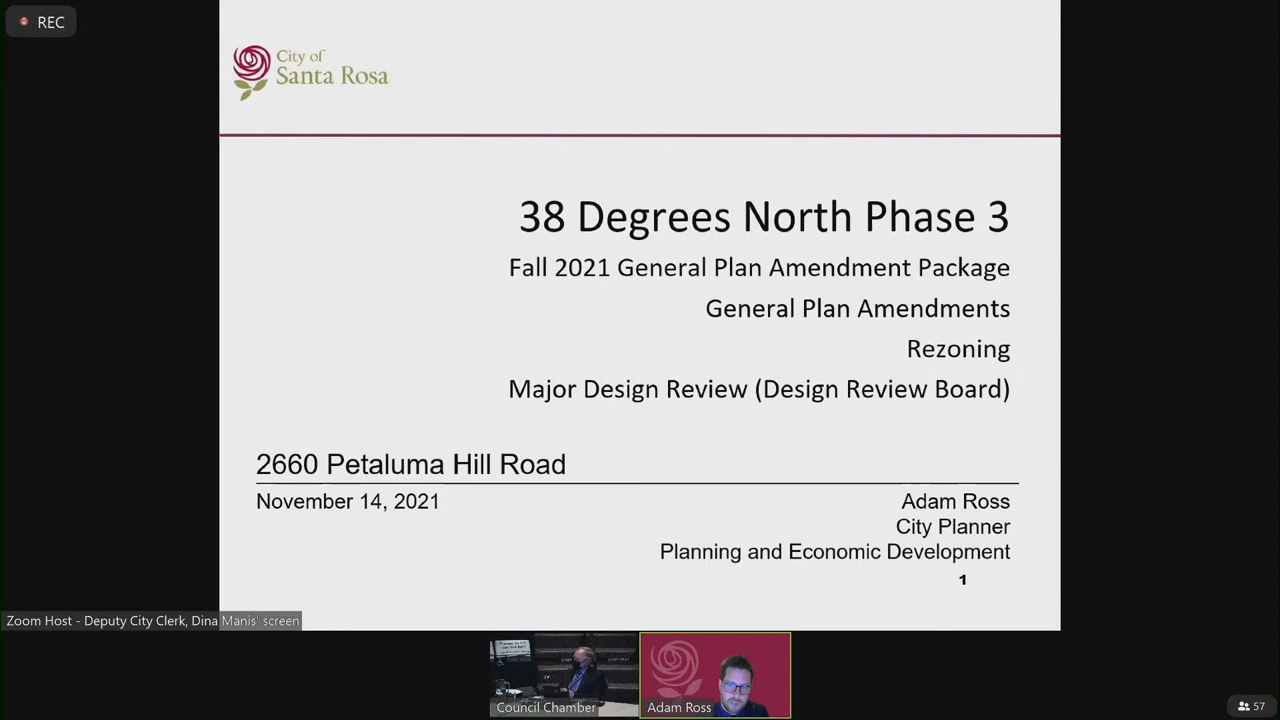 REC
City of
Santa Rosa
38 Degrees North Phase 3
Fall 2021 General Plan Amendment Package
General Plan Amendments
Rezoning
Major Design Review (Design Review Board)
2660 Petaluma Hill Road
November 14, 2021
Adam Ross
City Planner
Planning and Economic Development
1
Zoom Host - Deputy City Clerk, Dina Manis' screen
Council Chamber
Adam Ross
57